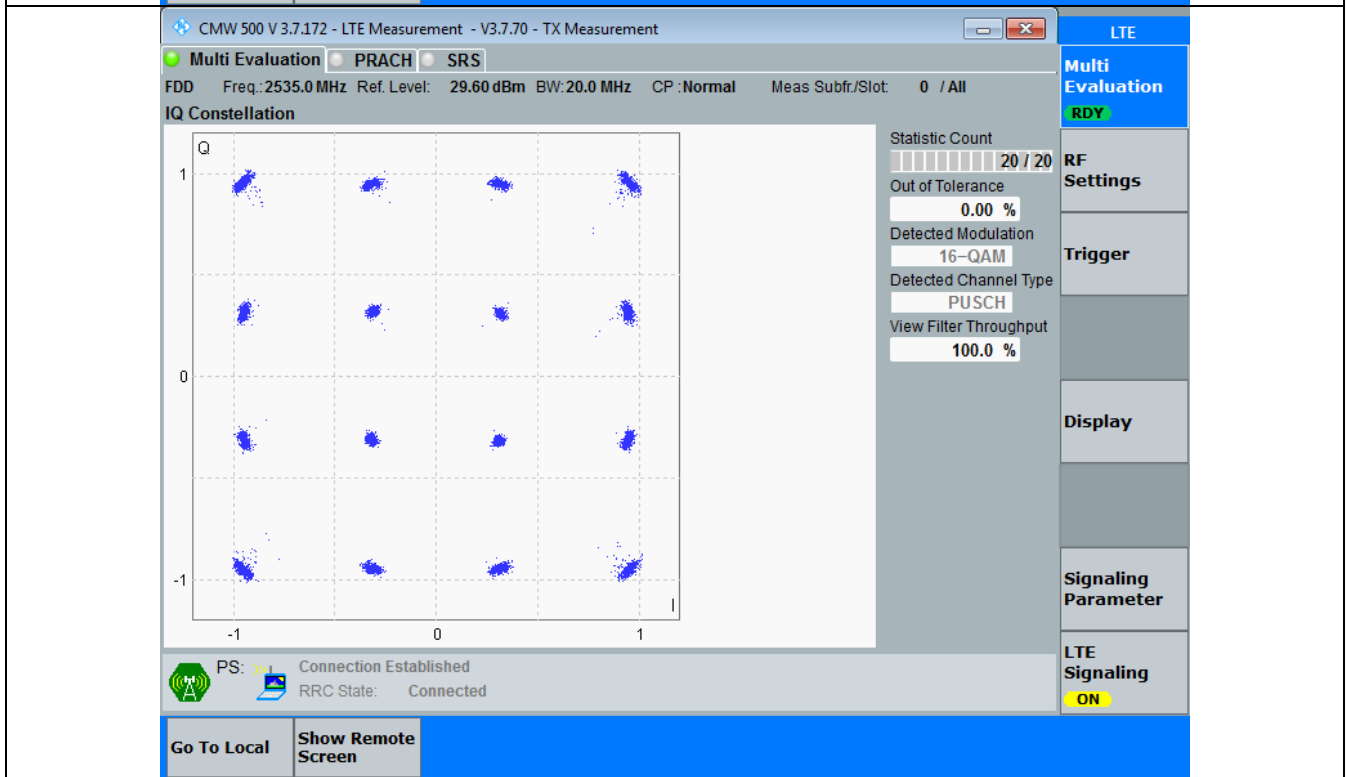 CMW 500 V 3.7.172 - LTE Measurement - V3.7.70 - TX Measurement
LTE
Multi Evaluation PRACH SRS
FDD Freq.: 2535.0 MHz Ref. Level: 29.60 dBm BW: 20.0 MHz CP : Normal Meas Subfr./Slot: 0 / All
IQ Constellation
Q
1
0
-1
-1 0 1
I
Statistic Count
20 / 20
Out of Tolerance
0.00 %
Detected Modulation
16-QAM
Detected Channel Type
PUSCH
View Filter Throughput
100.0 %
Multi
Evaluation
RDY
RF
Settings
Trigger
Display
Signaling
Parameter
LTE
Signaling
ON
PS: Connection Established
RRC State: Connected
Go To Local
Show Remote
Screen